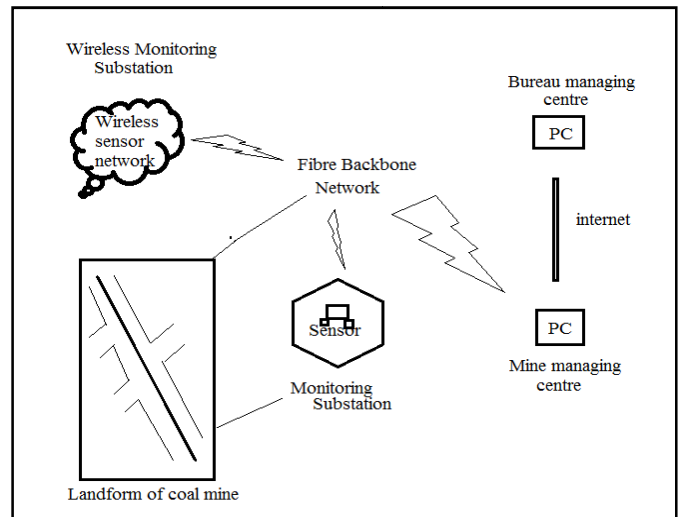 Wireless Monitoring
Substation
Wireless
sensor
network
Fibre Backbone
Network
Bureau managing
centre
PC
internet
PC
Mine managing
centre
Sensor
Monitoring
Substation
Landform of coal mine